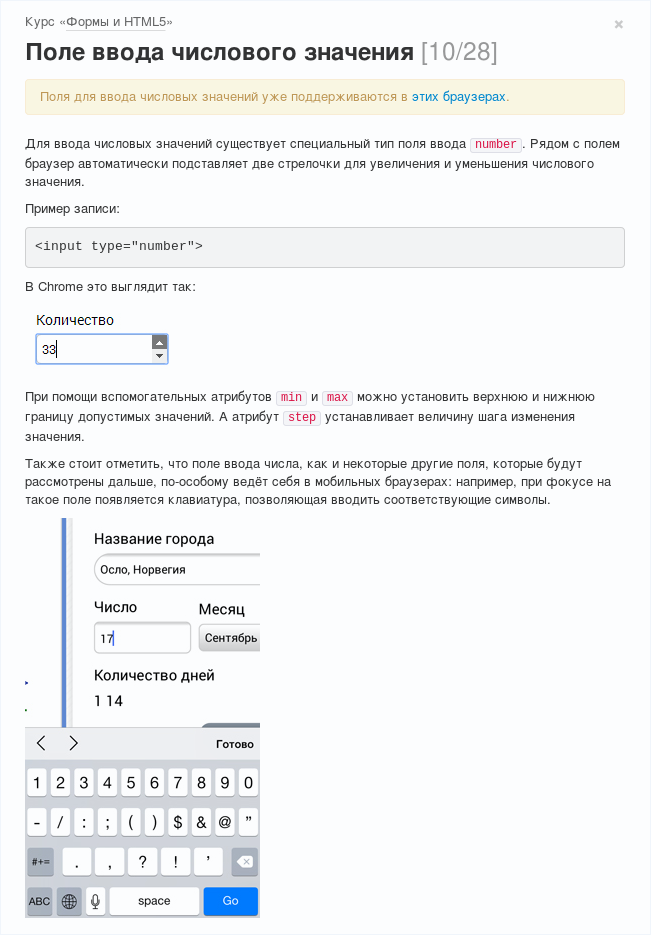 Курс «Формы и HTML5»
×
Поле ввода числового значения [10/28]
Поля для ввода числовых значений уже поддерживаются в этих браузерах.
Для ввода числовых значений существует специальный тип поля ввода number. Рядом с полем
браузер автоматически подставляет две стрелочки для увеличения и уменьшения числового
значения.
Пример записи:
<input type="number">
В Chrome это выглядит так:
Количество
33
При помощи вспомогательных атрибутов min и max можно установить верхнюю и нижнюю
границу допустимых значений. А атрибут step устанавливает величину шага изменения
значения.
Также стоит отметить, что поле ввода числа, как и некоторые другие поля, которые будут
рассмотрены дальше, по-особому ведёт себя в мобильных браузерах: например, при фокусе на
такое поле появляется клавиатура, позволяющая вводить соответствующие символы.
Название города
Осло, Норвегия
Число Месяц
17 Сентябрь
Количество дней
1 14
Готово
1 2 3 4 5 6 7 8 9 0
- / : ; ( ) $ & @ ”
#+= . , ? ! ’
ABC space Go